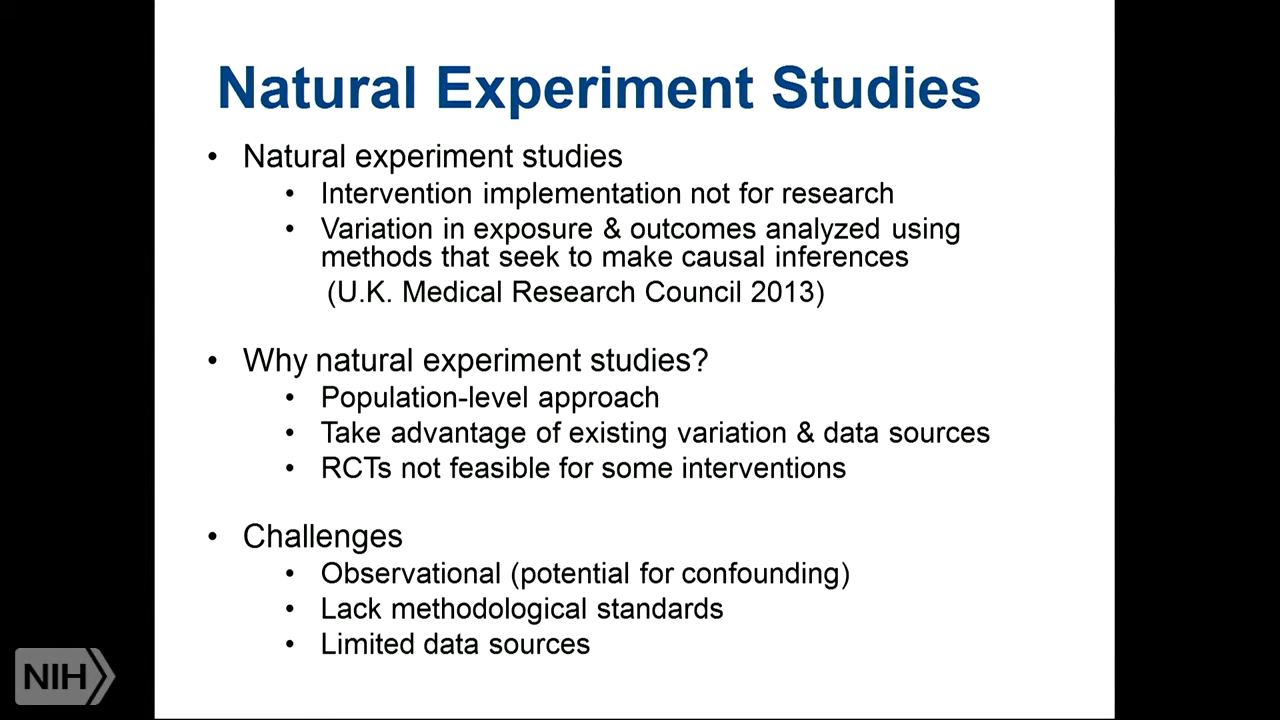 Natural Experiment Studies
• Natural experiment studies
• Intervention implementation not for research
• Variation in exposure & outcomes analyzed using
methods that seek to make causal inferences
(U.K. Medical Research Council 2013)
• Why natural experiment studies?
• Population-level approach
• Take advantage of existing variation & data sources
• RCTs not feasible for some interventions
• Challenges
• Observational (potential for confounding)
• Lack methodological standards
• Limited data sources
NIH